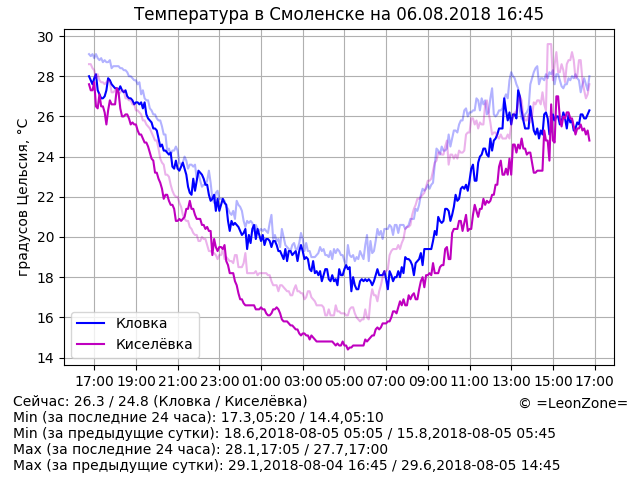 Температура в Смоленске на 06.08.2018 16:45
30
28
26
24
22
20
18
16
14
градусов Цельсия, °C
Кловка
Киселёвка
17:00 19:00 21:00 23:00 01:00 03:00 05:00 07:00 09:00 11:00 13:00 15:00 17:00
Сейчас: 26.3 / 24.8 (Кловка / Киселёвка)
© =LeonZone=
Min (за последние 24 часа): 17.3,05:20 / 14.4,05:10
Min (за предыдущие сутки): 18.6,2018-08-05 05:05 / 15.8,2018-08-05 05:45
Max (за последние 24 часа): 28.1,17:05 / 27.7,17:00
Max (за предыдущие сутки): 29.1,2018-08-04 16:45 / 29.6,2018-08-05 14:45